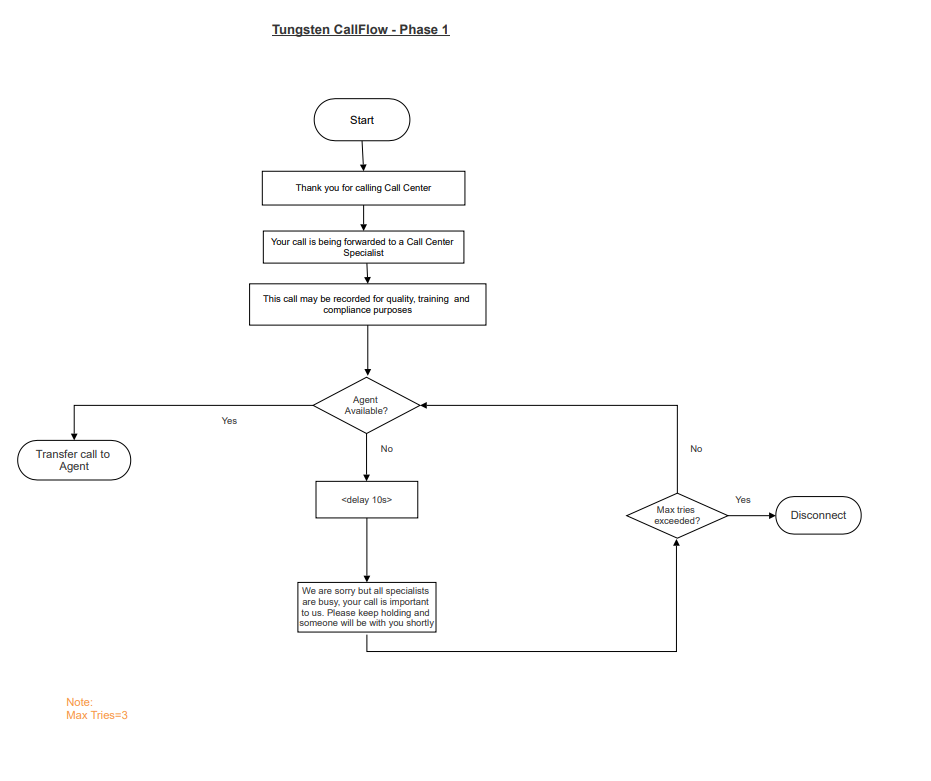 Tungsten CallFlow - Phase 1
Start
Thank you for calling Call Center
Your call is being forwarded to a Call Center
Specialist
This call may be recorded for quality, training  and
compliance purposes
Agent
Available?
Yes
No
Transfer call to
Agent
<delay 10s>
No
Max tries
exceeded?
Yes
Disconnect
We are sorry but all specialists
are busy, your call is important
to us. Please keep holding and
someone will be with you shortly
Note:
Max Tries=3